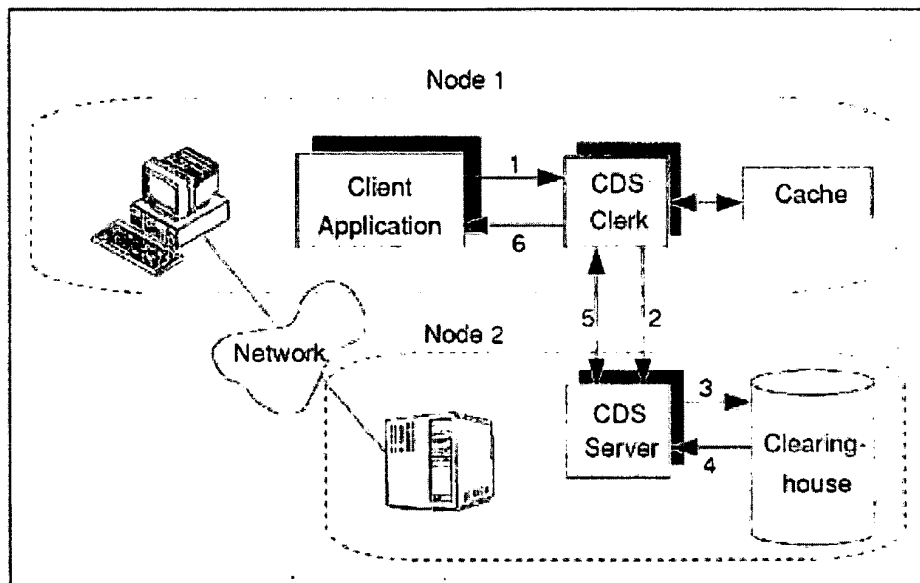 Node 1
Client
Application
1
6
CDS
Clerk
Cache
5
2
Node 2
Network
CDS
Server
3
4
Clearing-
house